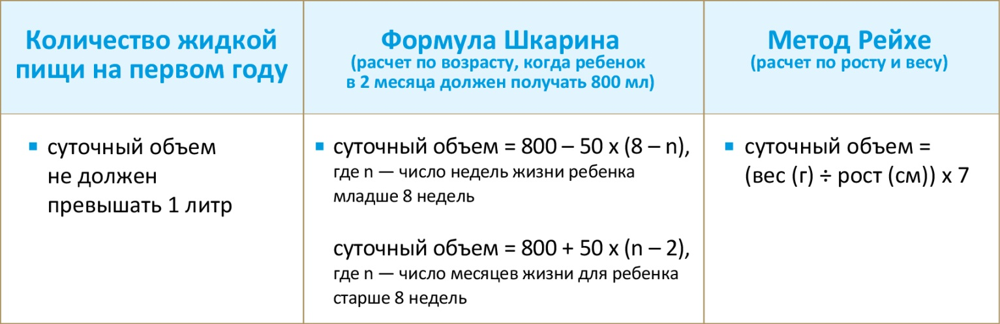 Количество жидкой
пищи на первом году
Формула Шкарина
(расчет по возрасту, когда ребенок
в 2 месяца должен получать 800 мл)
Метод Рейхе
(расчет по росту и весу)
суточный объем
не должен
превышать 1 литр
суточный объем = 800 – 50 x (8 – n),
где n — число недель жизни ребенка
младше 8 недель
суточный объем = 800 + 50 x (n – 2),
где n — число месяцев жизни для ребенка
старше 8 недель
суточный объем =
(вес (г) ÷ рост (см)) x 7